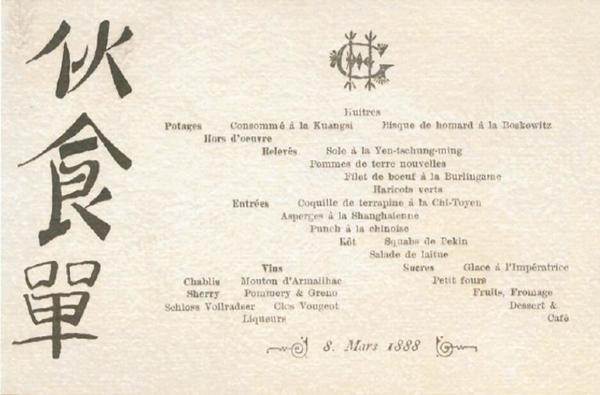 伙食單
Huitres
Potages Consommé á la Kuangsi Bisque de homard á la Boskowitz
Hors d'oeuvre
Relevés Sole á la Yen-tschung-ming
Pommes de terre nouvelles
Filet de boeuf á la Burlingame
Haricots verts
Entrées Coquille de terrapine á la Chi-Toyen
Asperges á la Shanghaienne
Punch á la chinoise
Rôt Squabs de Pekin
Salade de laitue
Vins Sucres Glace á l'Impératrice
Chablis Mouton d'Armailhac Petit fours
Sherry Pommery & Greno Fruits, Fromage
Schloss Vollradser Clos Vougeot Dessert &
Liqueurs Café
8. Mars 1888